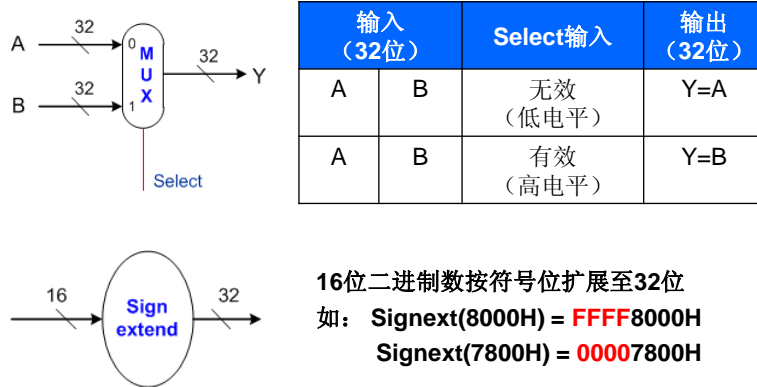 A
32
0
M
U
X
32
Y
B
32
1
Select
输入
（32位）
Select输入
输出
（32位）
A
B
无效
（低电平）
Y=A
A
B
有效
（高电平）
Y=B
16
Sign
extend
32
16位二进制数按符号位扩展至32位
如： Signext(8000H) = FFFF8000H
Signext(7800H) = 00007800H